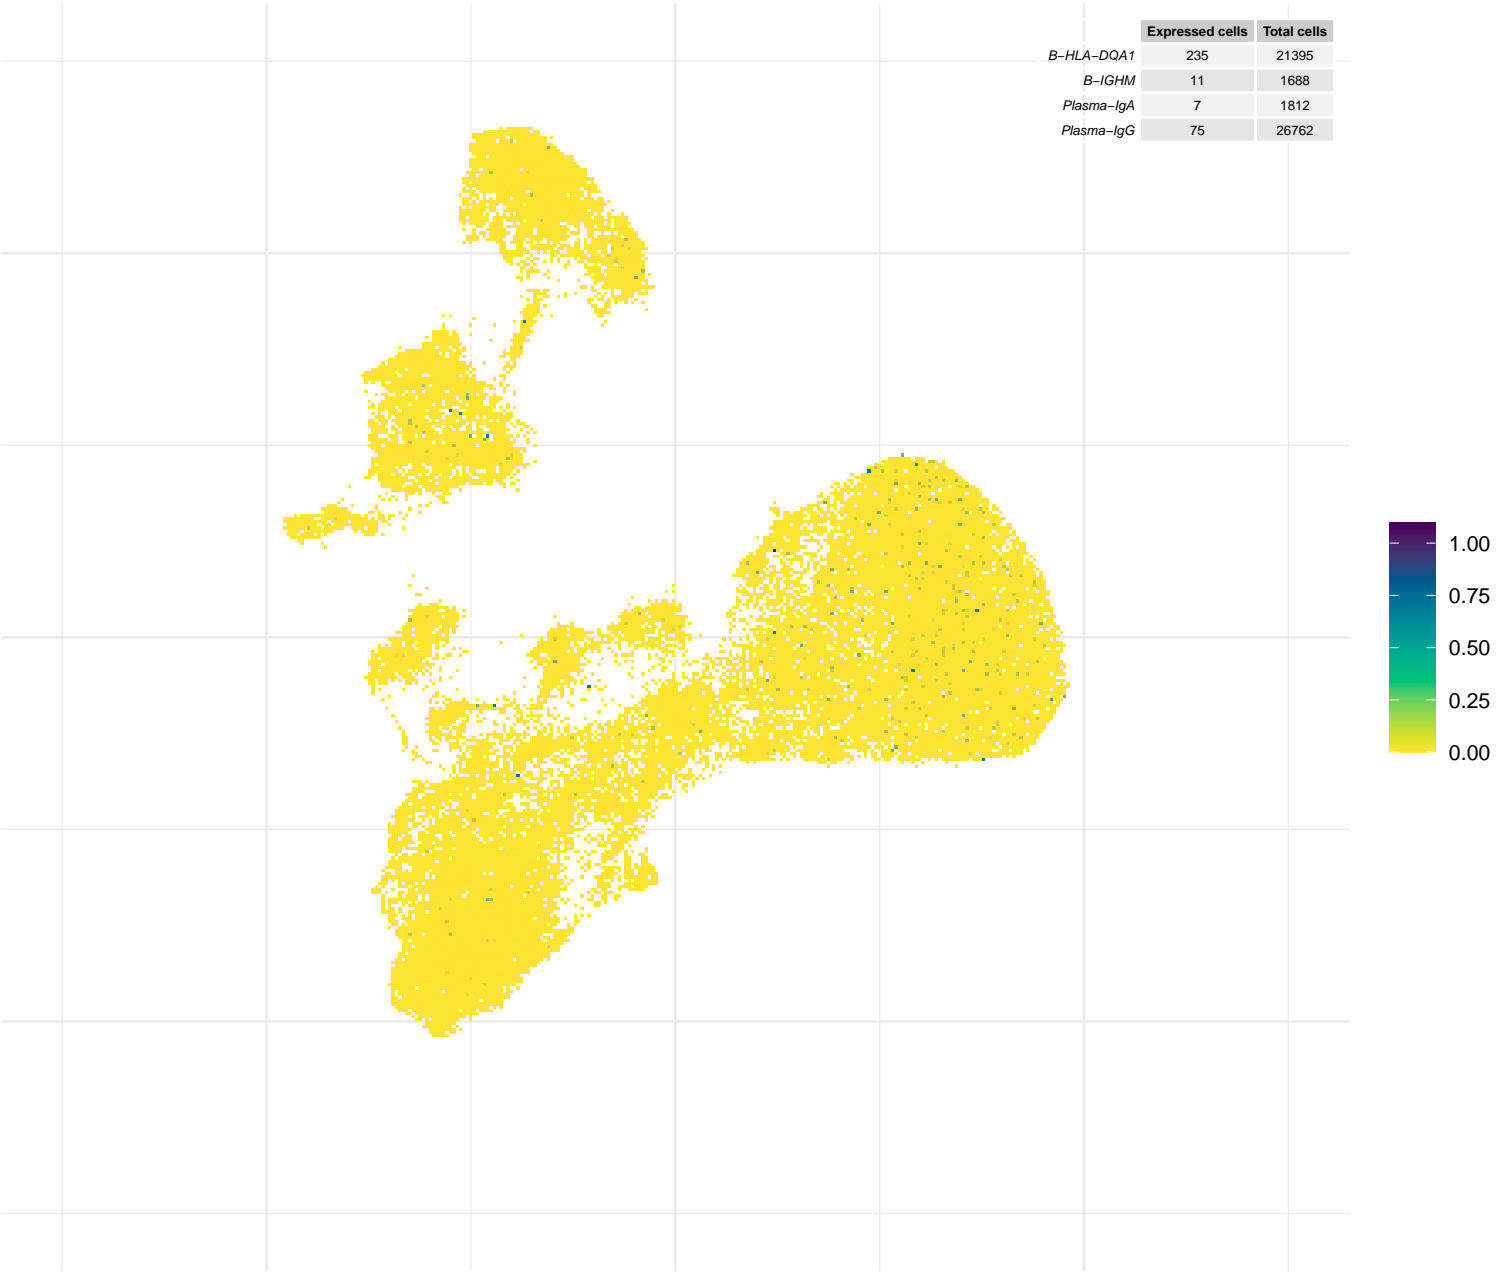 Expressed cells Total cells
B−HLA−DQA1 235 21395
B−IGHM 11 1688
Plasma−IgA 7 1812
Plasma−IgG 75 26762
1.00
0.75
0.50
0.25
0.00